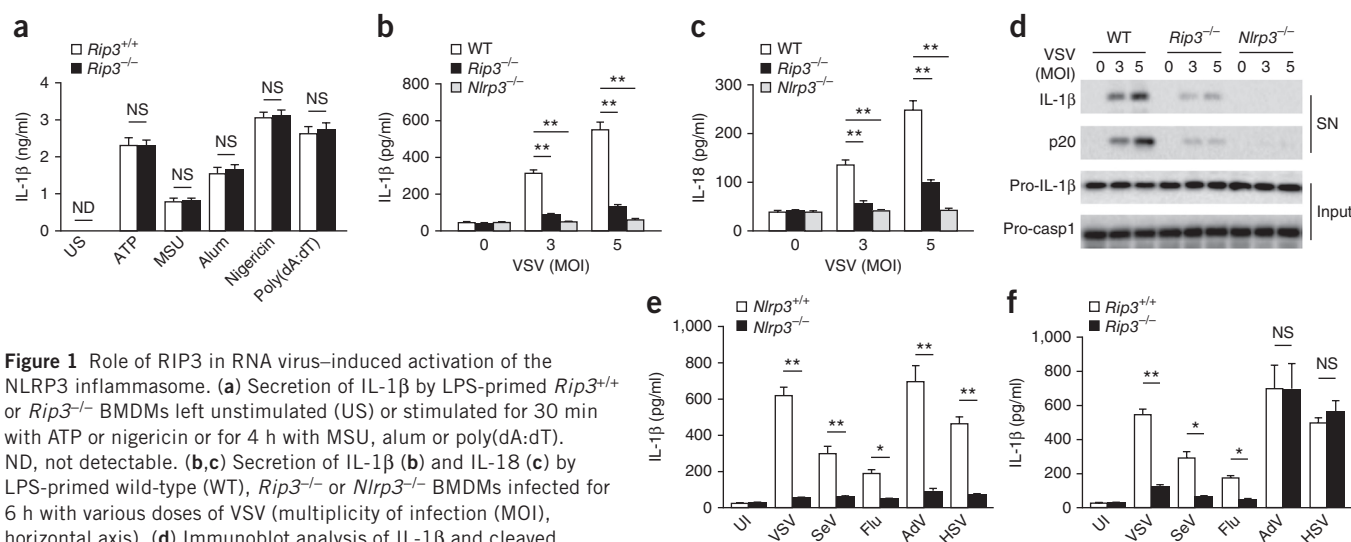 a
Rip3+/+
Rip3–/–
IL-1β (ng/ml)
4
3
2
1
0
ND
NS
NS
NS
NS
NS
US
ATP
MSU
Alum
Nigericin
Poly(dA:dT)
b
WT
Rip3–/–
Nlrp3–/–
IL-1β (pg/ml)
800
600
400
200
0
**
**
**
**
0 3 5
VSV (MOI)
c
WT
Rip3–/–
Nlrp3–/–
IL-18 (pg/ml)
300
200
100
0
**
**
**
**
0 3 5
VSV (MOI)
d
WT Rip3–/– Nlrp3–/–
VSV
(MOI) 0 3 5 0 3 5 0 3 5
IL-1β
p20
SN
Pro-IL-1β
Pro-casp1
Input
e
Nlrp3+/+
Nlrp3–/–
IL-1β (pg/ml)
1,000
800
600
400
200
0
**
**
*
**
**
UI
VSV
SeV
Flu
AdV
HSV
f
Rip3+/+
Rip3–/–
IL-1β (pg/ml)
1,000
800
600
400
200
0
**
*
*
NS
NS
UI
VSV
SeV
Flu
AdV
HSV
Figure 1 Role of RIP3 in RNA virus–induced activation of the
NLRP3 inflammasome. (a) Secretion of IL-1β by LPS-primed Rip3+/+
or Rip3–/– BMDMs left unstimulated (US) or stimulated for 30 min
with ATP or nigericin or for 4 h with MSU, alum or poly(dA:dT).
ND, not detectable. (b,c) Secretion of IL-1β (b) and IL-18 (c) by
LPS-primed wild-type (WT), Rip3–/– or Nlrp3–/– BMDMs infected for
6 h with various doses of VSV (multiplicity of infection (MOI),
horizontal axis). (d) Immunoblot analysis of IL-1β and cleaved